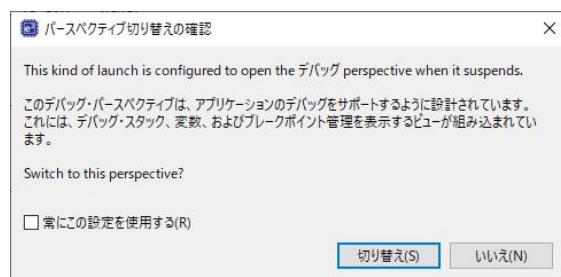 パースペクティブ切り替えの確認
This kind of launch is configured to open the デバッグ perspective when it suspends.
このデバッグ・パースペクティブは、アプリケーションのデバッグをサポートするように設計されています。
これには、デバッグ・スタック、変数、およびブレークポイント管理を表示するビューが組み込まれてい
ます。
Switch to this perspective?
常にこの設定を使用する(R)
切り替え(S) いいえ(N)